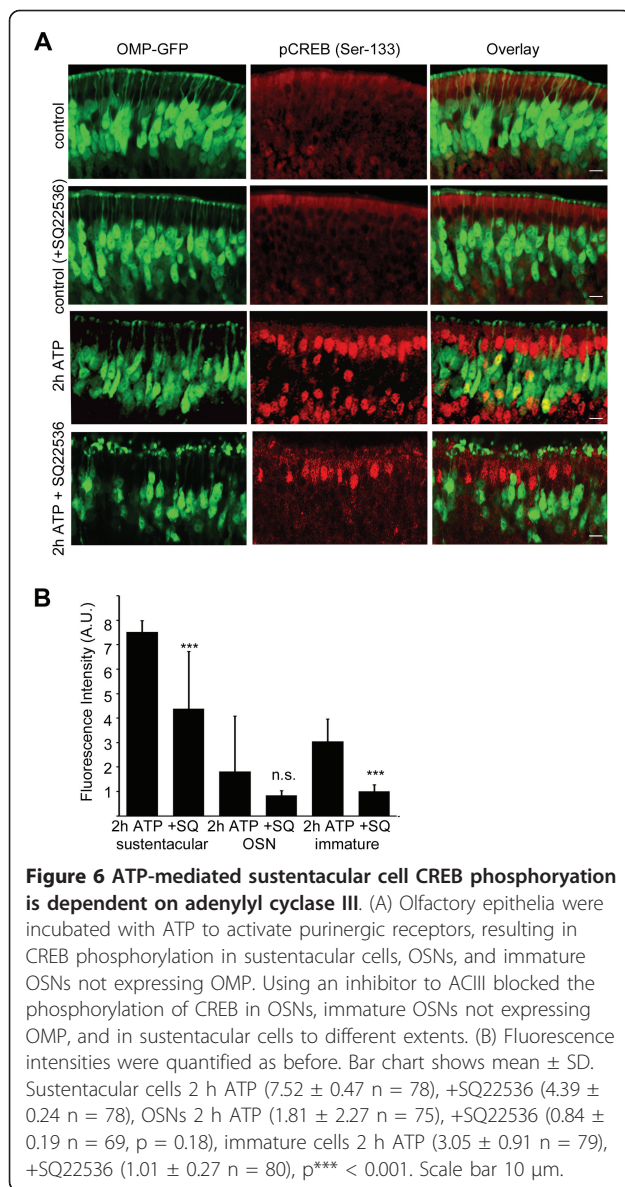 A
OMP-GFP pCREB (Ser-133) Overlay
control
control (+SQ22536)
2h ATP
2h ATP + SQ22536
B
Fluorescence Intensity (A.U.)
8
7
6
5
4
3
2
1
***
n.s.
***
2h ATP +SQ 2h ATP +SQ 2h ATP +SQ
sustentacular OSN immature
Figure 6 ATP-mediated sustentacular cell CREB phosphoryation
is dependent on adenylyl cyclase III. (A) Olfactory epithelia were
incubated with ATP to activate purinergic receptors, resulting in
CREB phosphorylation in sustentacular cells, OSNs, and immature
OSNs not expressing OMP. Using an inhibitor to ACIII blocked the
phosphorylation of CREB in OSNs, immature OSNs not expressing
OMP, and in sustentacular cells to different extents. (B) Fluorescence
intensities were quantified as before. Bar chart shows mean ± SD.
Sustentacular cells 2 h ATP (7.52 ± 0.47 n = 78), +SQ22536 (4.39 ±
0.24 n = 78), OSNs 2 h ATP (1.81 ± 2.27 n = 75), +SQ22536 (0.84 ±
0.19 n = 69, p = 0.18), immature cells 2 h ATP (3.05 ± 0.91 n = 79),
+SQ22536 (1.01 ± 0.27 n = 80), p*** < 0.001. Scale bar 10 μm.